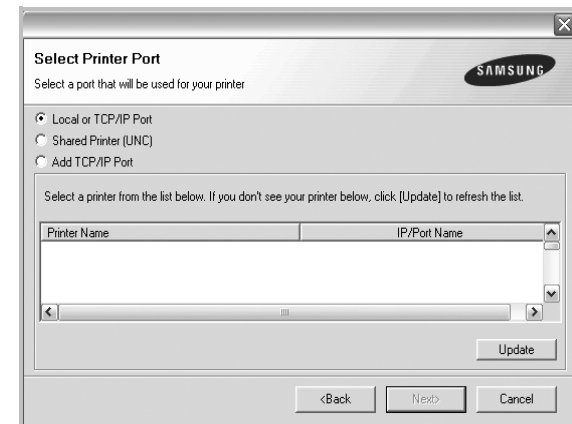 Select Printer Port
Select a port that will be used for your printer
SAMSUNG
Local or TCP/IP Port
Shared Printer (UNC)
Add TCP/IP Port
Select a printer from the list below. If you don't see your printer below, click [Update] to refresh the list.
Printer Name IP/Port Name
Update
<Back Next> Cancel